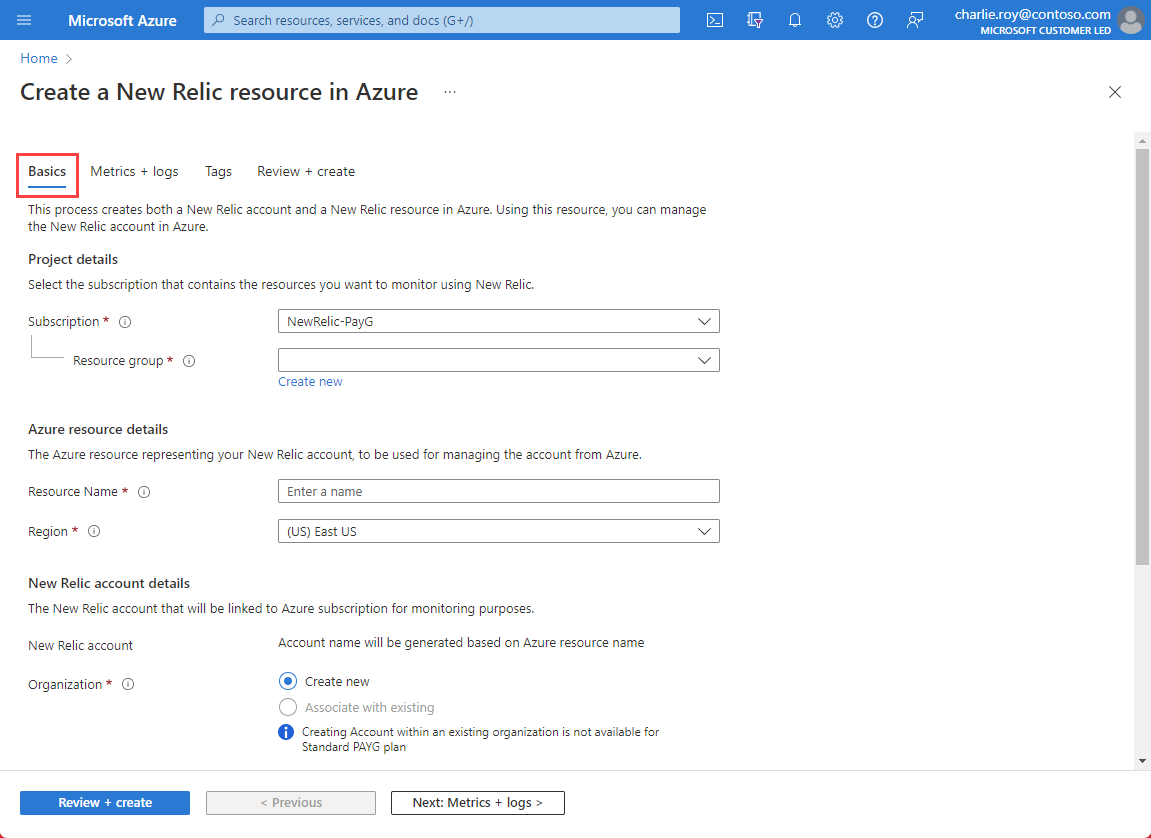 Microsoft Azure
Search resources, services, and docs (G+/)
charlie.roy@contoso.com
MICROSOFT CUSTOMER LED
Home
Create a New Relic resource in Azure
Basics Metrics + logs Tags Review + create
This process creates both a New Relic account and a New Relic resource in Azure. Using this resource, you can manage
the New Relic account in Azure.
Project details
Select the subscription that contains the resources you want to monitor using New Relic.
Subscription * NewRelic-PayG
Resource group *
Create new
Azure resource details
The Azure resource representing your New Relic account, to be used for managing the account from Azure.
Resource Name * Enter a name
Region * (US) East US
New Relic account details
The New Relic account that will be linked to Azure subscription for monitoring purposes.
New Relic account Account name will be generated based on Azure resource name
Organization * Create new
Associate with existing
Creating Account within an existing organization is not available for
Standard PAYG plan
Review + create < Previous Next: Metrics + logs >